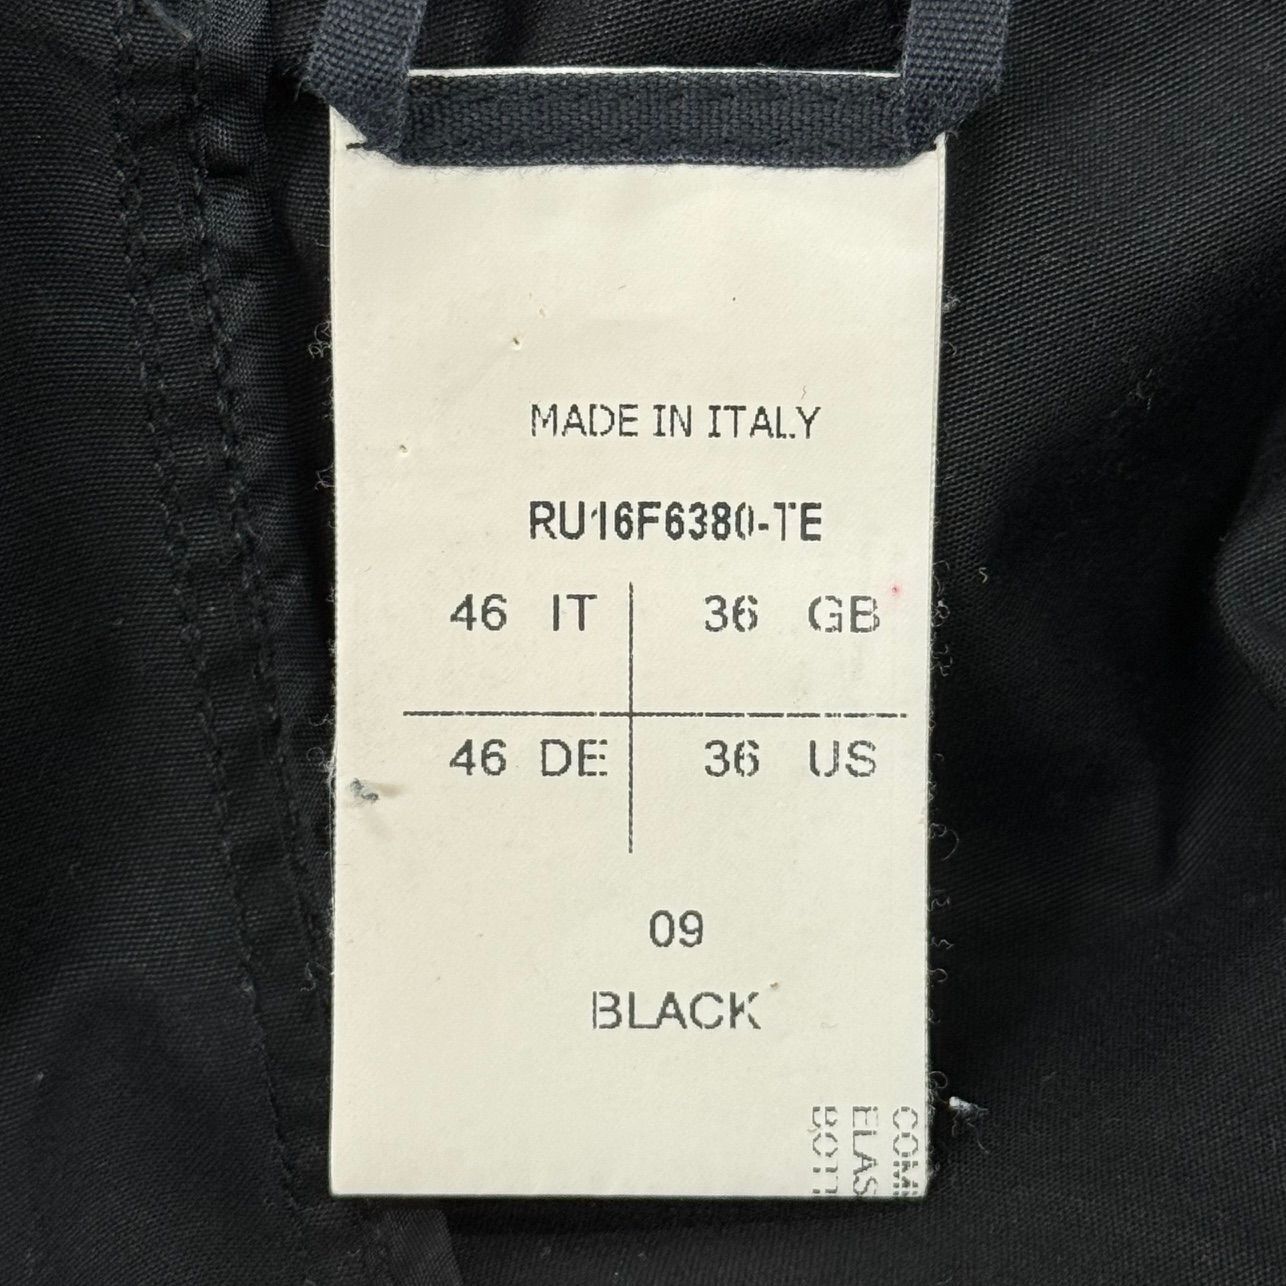 MADE IN ITALY
RU16F6380-TE
46 IT 36 GB
46 DE 36 US
09
BLACK